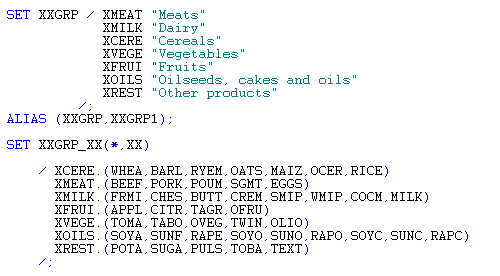 SET XXGRP / XMEAT "Meats"
XMILK "Dairy"
XCERE "Cereals"
XVEGE "Vegetables"
XFRUI "Fruits"
XOILS "Oilseeds, cakes and oils"
XREST "Other products"
/;
ALIAS (XXGRP,XXGRP1);
SET XXGRP_XX(*,XX)
/ XCERE.(WHEA,BARL,RYEM,OATS,MAIZ,OCER,RICE)
XMEAT.(BEEF,PORK,POUM,SGMT,EGGS)
XMILK.(FRMI,CHES,BUTT,CREM,SMIP,WMIP,COCM,MILK)
XFRUI.(APPL,CITR,TAGR,OFRU)
XVEGE.(TOMA,TABO,OVEG,TWIN,OLIO)
XOILS.(SOYA,SUNF,RAPE,SOYO,SUNO,RAPO,SOYC,SUNC,RAPC)
XREST.(POTA,SUGA,PULS,TOBA,TEXT)
/;